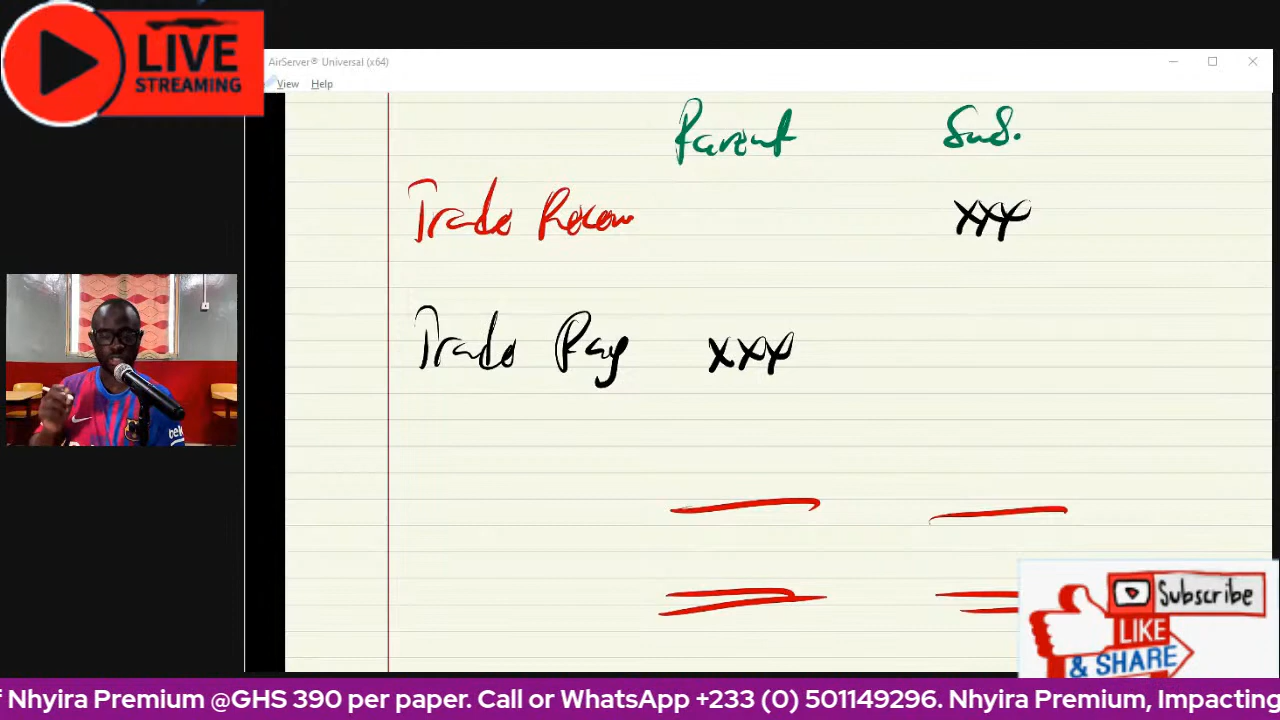 LIVE
STREAMING
AirServer® Universal (x64)
View Help
Parent Sub.
Trade Receiv
xxx
Trade Pay xxx
Subscribe
LIKE
& SHARE
f Nhyira Premium @GHS 390 per paper. Call or WhatsApp +233 (0) 501149296. Nhyira Premium, Impacting